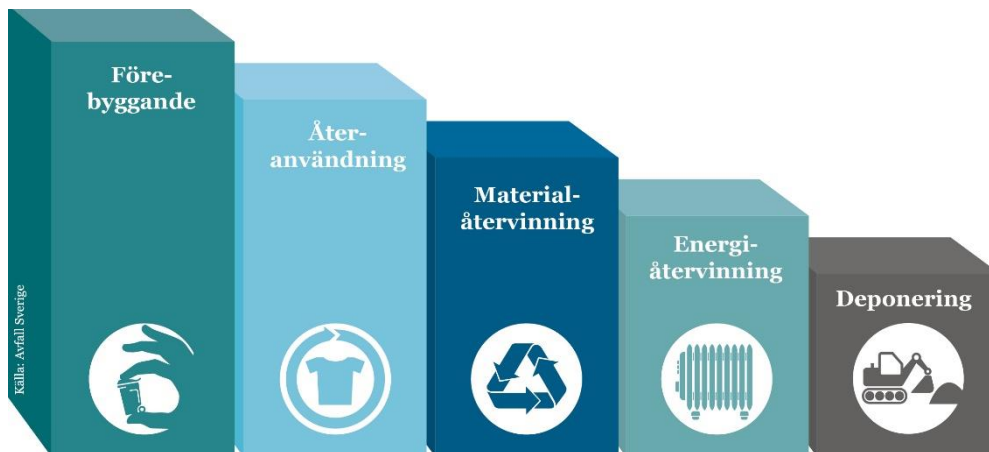 Före-
byggande
Åter-
användning
Material-
återvinning
Energi-
återvinning
Deponering
Källa: Avfall Sverige